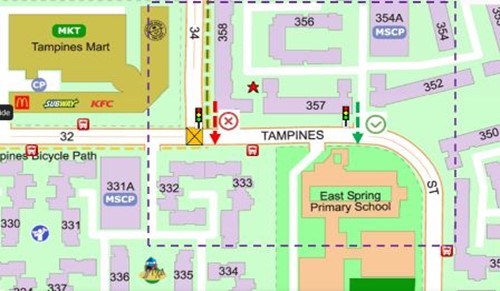 MKT
Tampines Mart
CP
SUBWAY
KFC
34
358
356
354A
MSCP
354
352
357
350
32
TAMPINES
ST
pines Bicycle Path
331A
MSCP
332
333
330
331
East Spring
Primary School
336
335
334
337